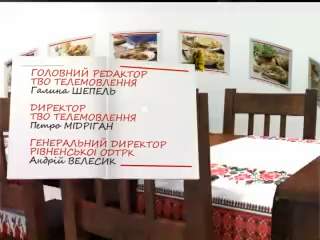 ГОЛОВНИЙ РЕДАКТОР
ТВО ТЕЛЕМОВЛЕННЯ
Галина ШЕПЕЛЬ
ДИРЕКТОР
ТВО ТЕЛЕМОВЛЕННЯ
Петро МІДРІГАН
ГЕНЕРАЛЬНИЙ ДИРЕКТОР
РІВНЕНСЬКОЇ ОДТРК
Андрій ВЕЛЕСИК